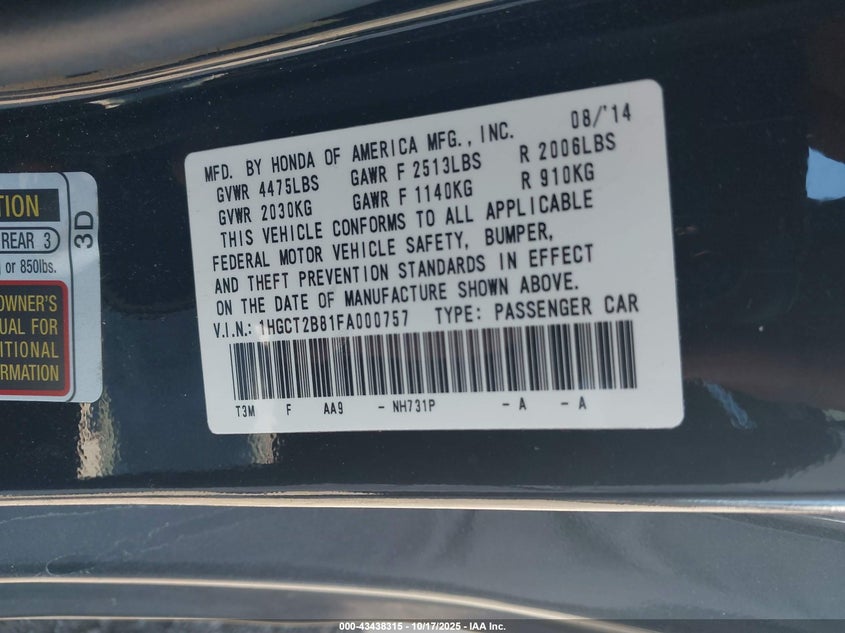 TION
REAR 3
or 850lbs.
OWNER'S
UAL FOR
ITIONAL
ORMATION
3D
08/'14
MFD. BY HONDA OF AMERICA MFG., INC.
GVWR 4475LBS GAWR F 2513LBS R 2006LBS
GVWR 2030KG GAWR F 1140KG R 910KG
THIS VEHICLE CONFORMS TO ALL APPLICABLE
FEDERAL MOTOR VEHICLE SAFETY, BUMPER,
AND THEFT PREVENTION STANDARDS IN EFFECT
ON THE DATE OF MANUFACTURE SHOWN ABOVE.
V.I.N.: 1HGCT2B81FA000757 TYPE: PASSENGER CAR
T3M F AA9 - NH731P - A - A
000-43438315 - 10/17/2025 - IAA Inc.